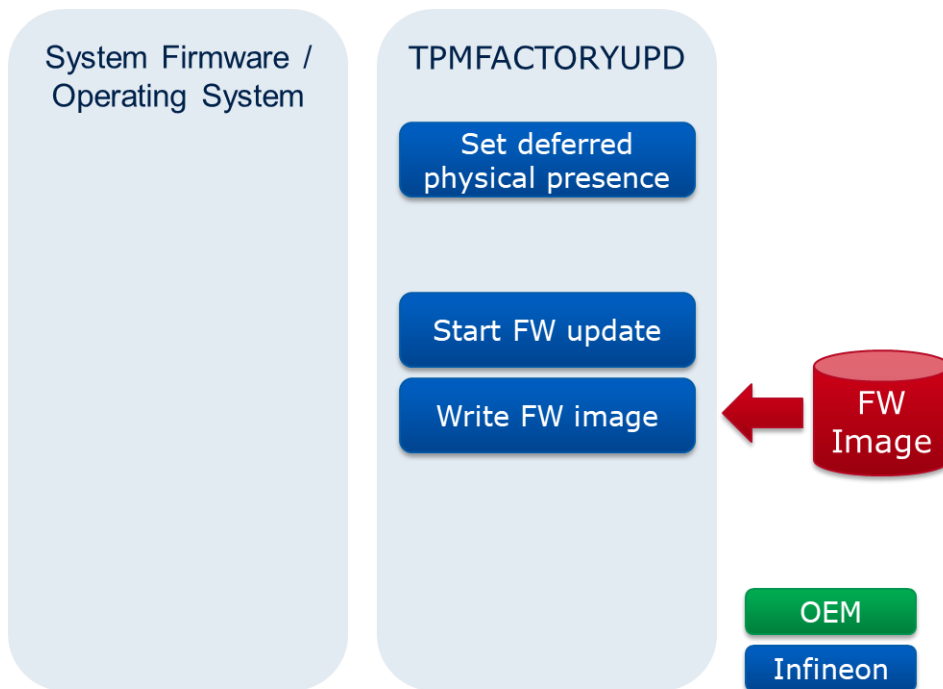 System Firmware /
Operating System
TPMFACTORYUPD
Set deferred
physical presence
Start FW update
Write FW image
FW
Image
OEM
Infineon